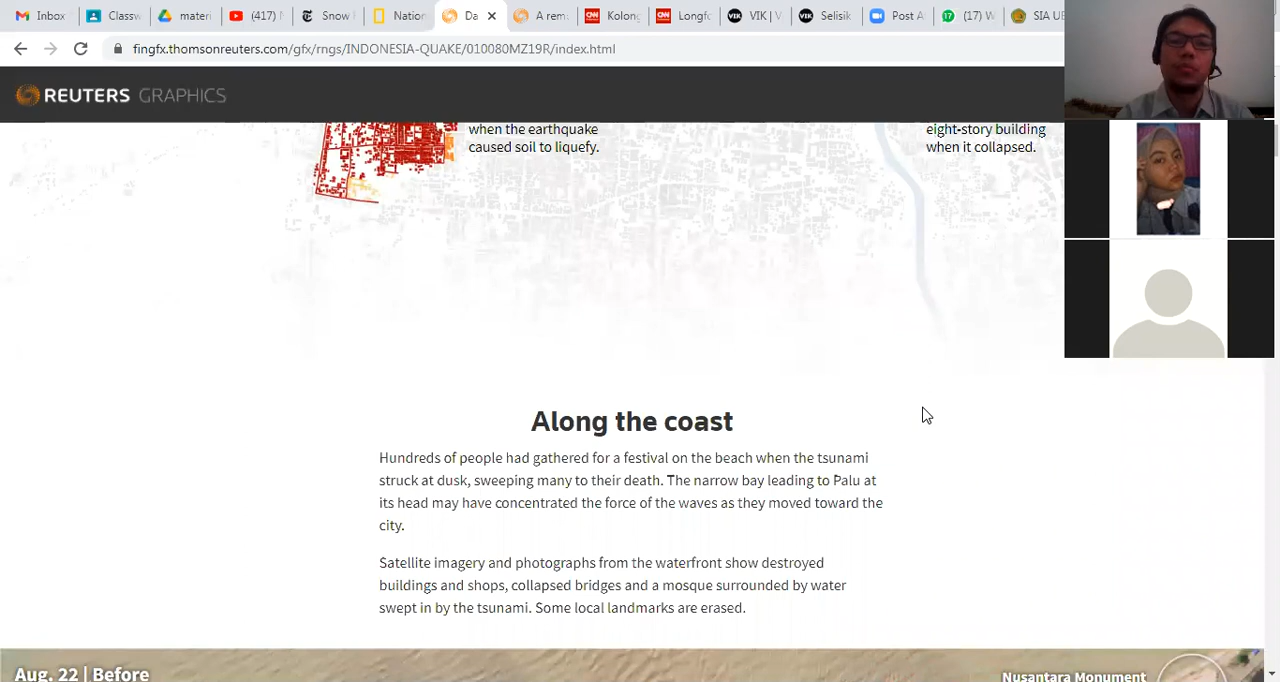 Inbox Classw materi (417) Snow Nation Da A rem Kolong Longfo VIK | V Selisik Post A (17) W SIA UB
fingfx.thomsonreuters.com/gfx/rngs/INDONESIA-QUAKE/010080MZ19R/index.html
REUTERS GRAPHICS
when the earthquake
caused soil to liquefy.
eight-story building
when it collapsed.
Along the coast
Hundreds of people had gathered for a festival on the beach when the tsunami
struck at dusk, sweeping many to their death. The narrow bay leading to Palu at
its head may have concentrated the force of the waves as they moved toward the
city.
Satellite imagery and photographs from the waterfront show destroyed
buildings and shops, collapsed bridges and a mosque surrounded by water
swept in by the tsunami. Some local landmarks are erased.
Aug. 22 | Before
Nusantara Monument